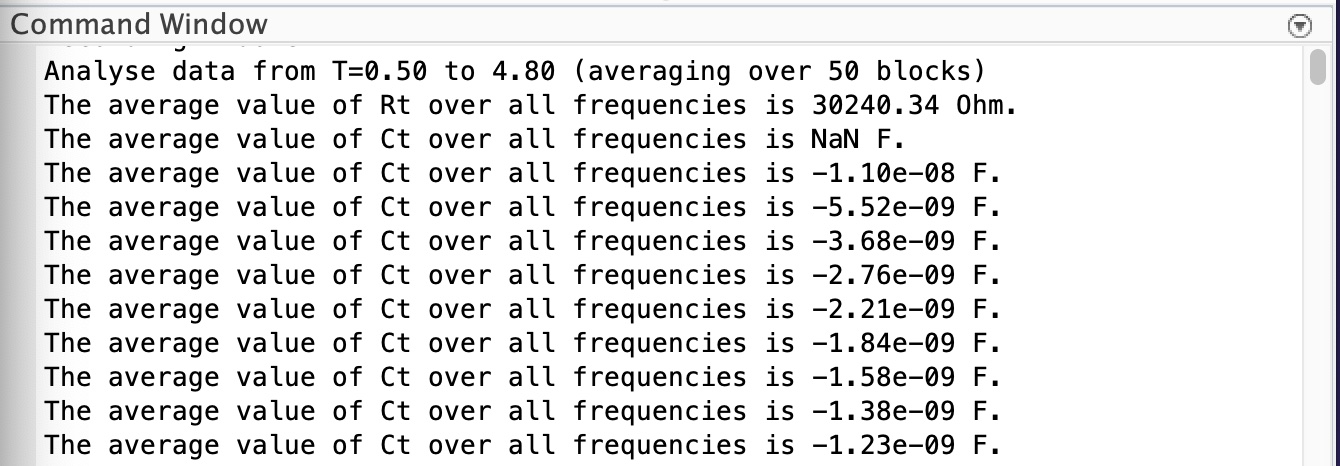 Command Window
Analyse data from T=0.50 to 4.80 (averaging over 50 blocks)
The average value of Rt over all frequencies is 30240.34 Ohm.
The average value of Ct over all frequencies is NaN F.
The average value of Ct over all frequencies is -1.10e-08 F.
The average value of Ct over all frequencies is -5.52e-09 F.
The average value of Ct over all frequencies is -3.68e-09 F.
The average value of Ct over all frequencies is -2.76e-09 F.
The average value of Ct over all frequencies is -2.21e-09 F.
The average value of Ct over all frequencies is -1.84e-09 F.
The average value of Ct over all frequencies is -1.58e-09 F.
The average value of Ct over all frequencies is -1.38e-09 F.
The average value of Ct over all frequencies is -1.23e-09 F.